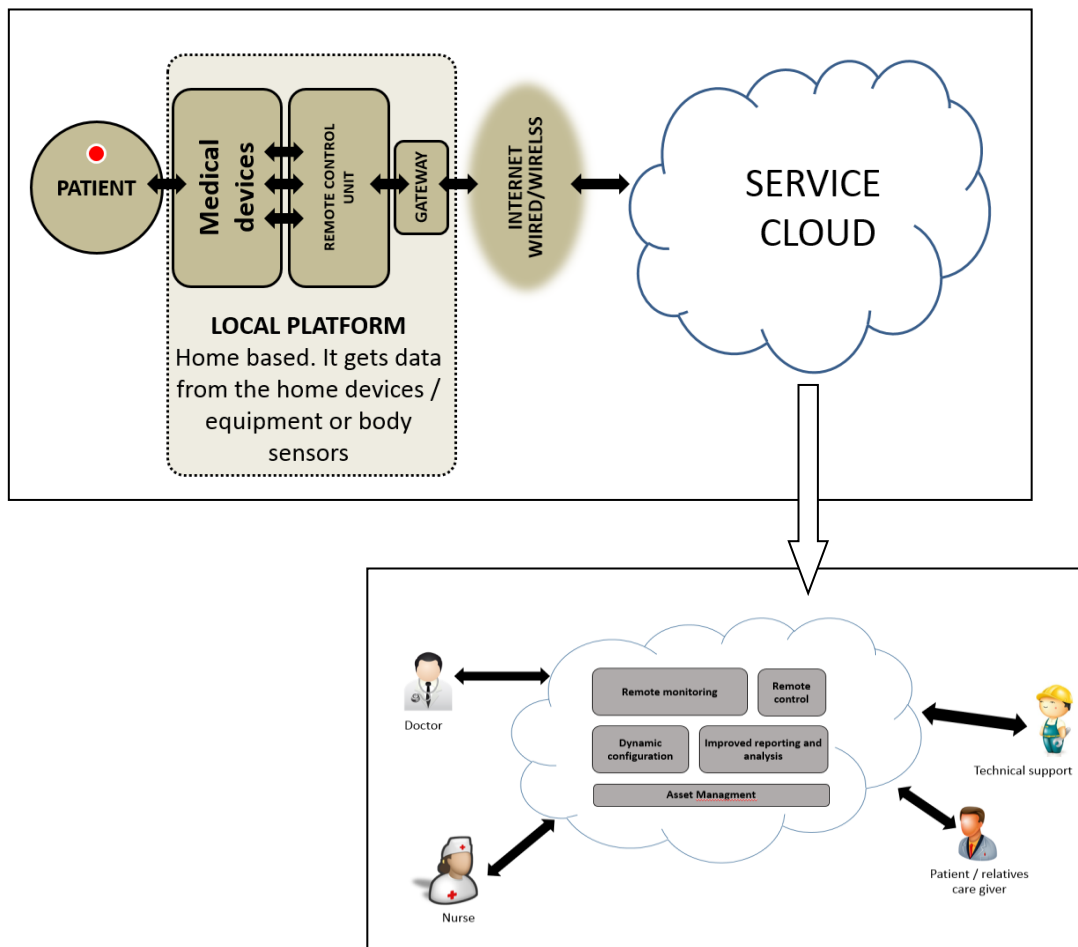 PATIENT
Medical
devices
REMOTE CONTROL
UNIT
GATEWAY
INTERNET
WIRED/WIRELSS
SERVICE
CLOUD
LOCAL PLATFORM
Home based. It gets data
from the home devices /
equipment or body
sensors
Doctor
Remote monitoring
Remote
control
Dynamic
configuration
Improved reporting and
analysis
Asset Managment
Technical support
Patient / relatives
care giver
Nurse